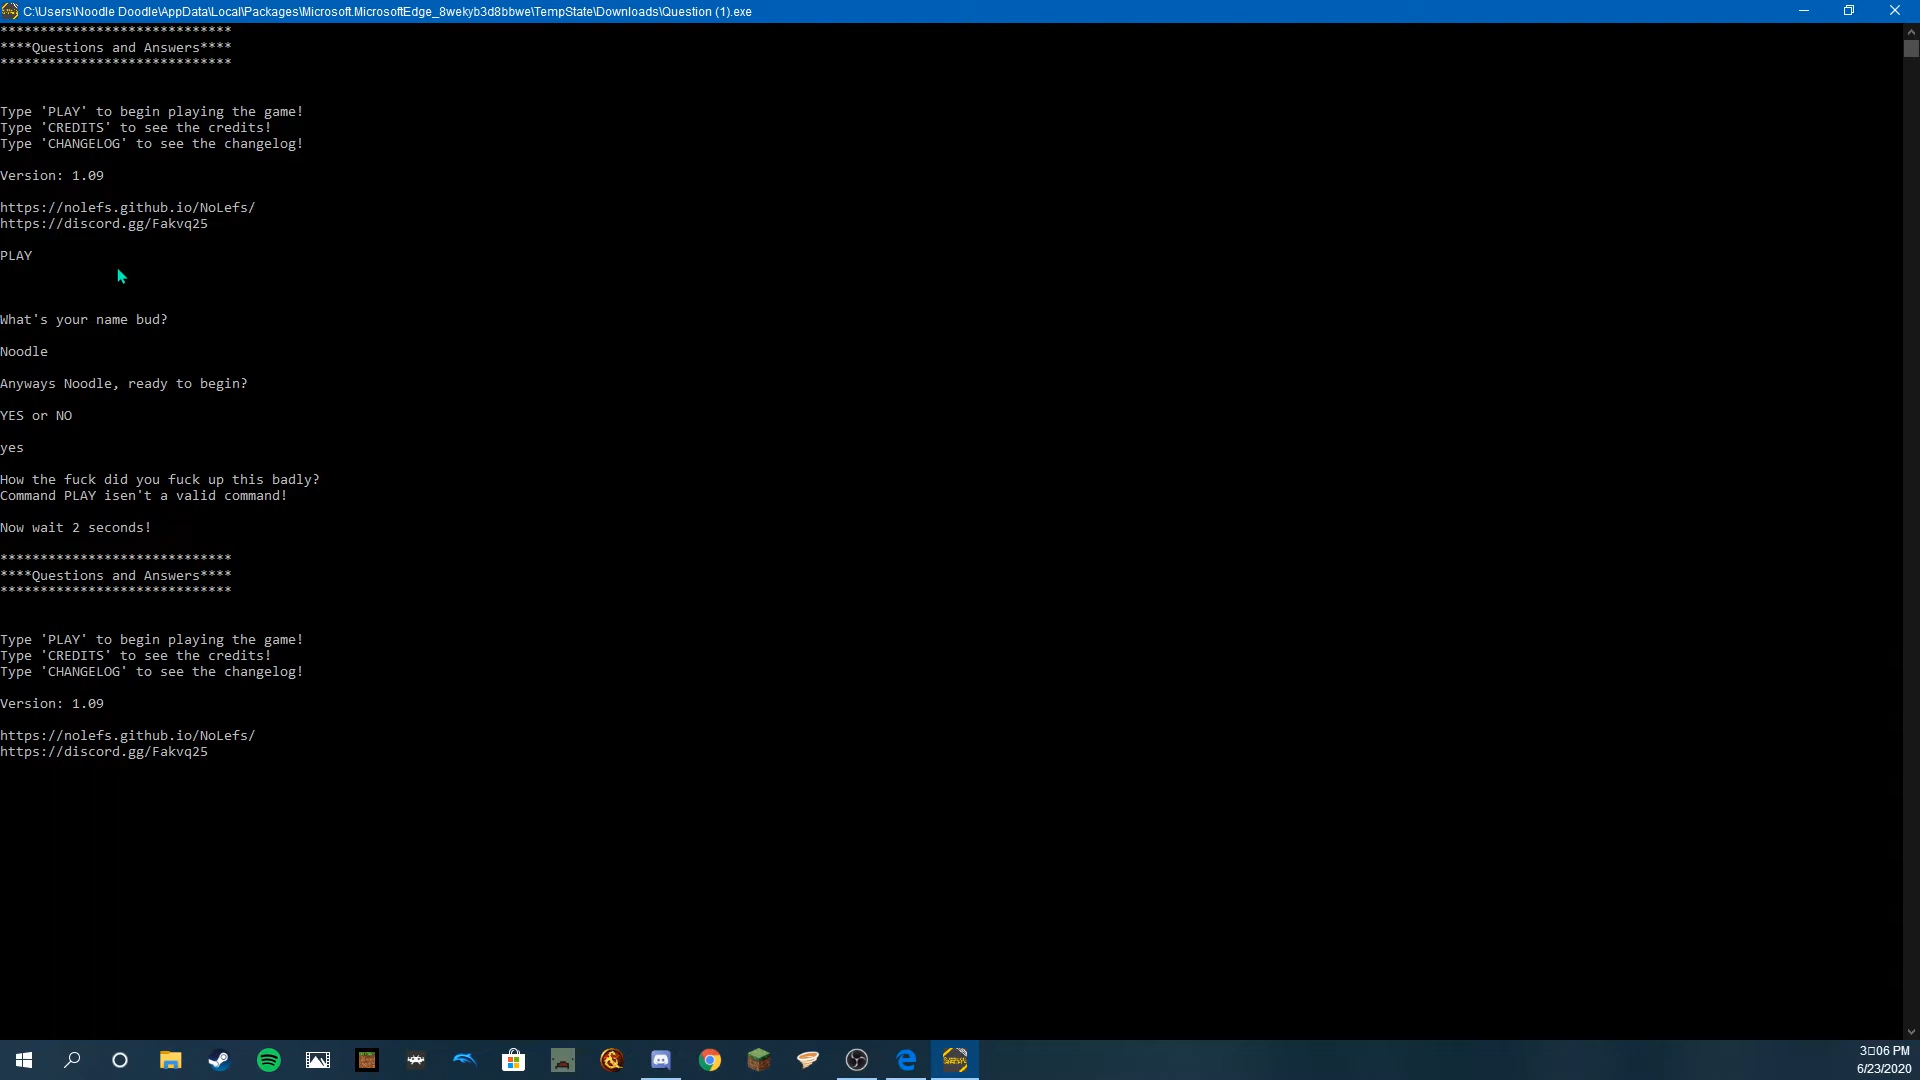 C:\Users\Noodle Doodle\AppData\Local\Packages\Microsoft.MicrosoftEdge_8wekyb3d8bbwe\TempState\Downloads\Question (1).exe
*****************************
****Questions and Answers****
*****************************
Type 'PLAY' to begin playing the game!
Type 'CREDITS' to see the credits!
Type 'CHANGELOG' to see the changelog!
Version: 1.09
https://nolefs.github.io/NoLefs/
https://discord.gg/Fakvq25
PLAY
What's your name bud?
Noodle
Anyways Noodle, ready to begin?
YES or NO
yes
How the fuck did you fuck up this badly?
Command PLAY isen't a valid command!
Now wait 2 seconds!
*****************************
****Questions and Answers****
*****************************
Type 'PLAY' to begin playing the game!
Type 'CREDITS' to see the credits!
Type 'CHANGELOG' to see the changelog!
Version: 1.09
https://nolefs.github.io/NoLefs/
https://discord.gg/Fakvq25
3□06 PM
6/23/2020